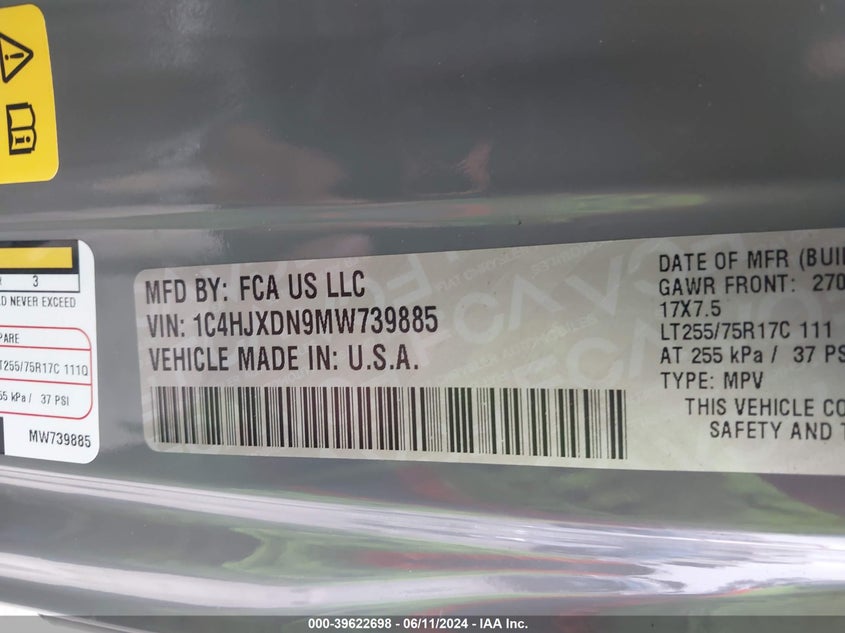 3
D NEVER EXCEED
PARE
T255/75R17C 111Q
55 kPa / 37 PSI
MW739885
MFD BY: FCA US LLC
VIN: 1C4HJXDN9MW739885
VEHICLE MADE IN: U.S.A.
DATE OF MFR (BUI
GAWR FRONT: 270
17X7.5
LT255/75R17C 111
AT 255 kPa / 37 PS
TYPE: MPV
THIS VEHICLE CO
SAFETY AND T
000-39622698 - 06/11/2024 - IAA Inc.